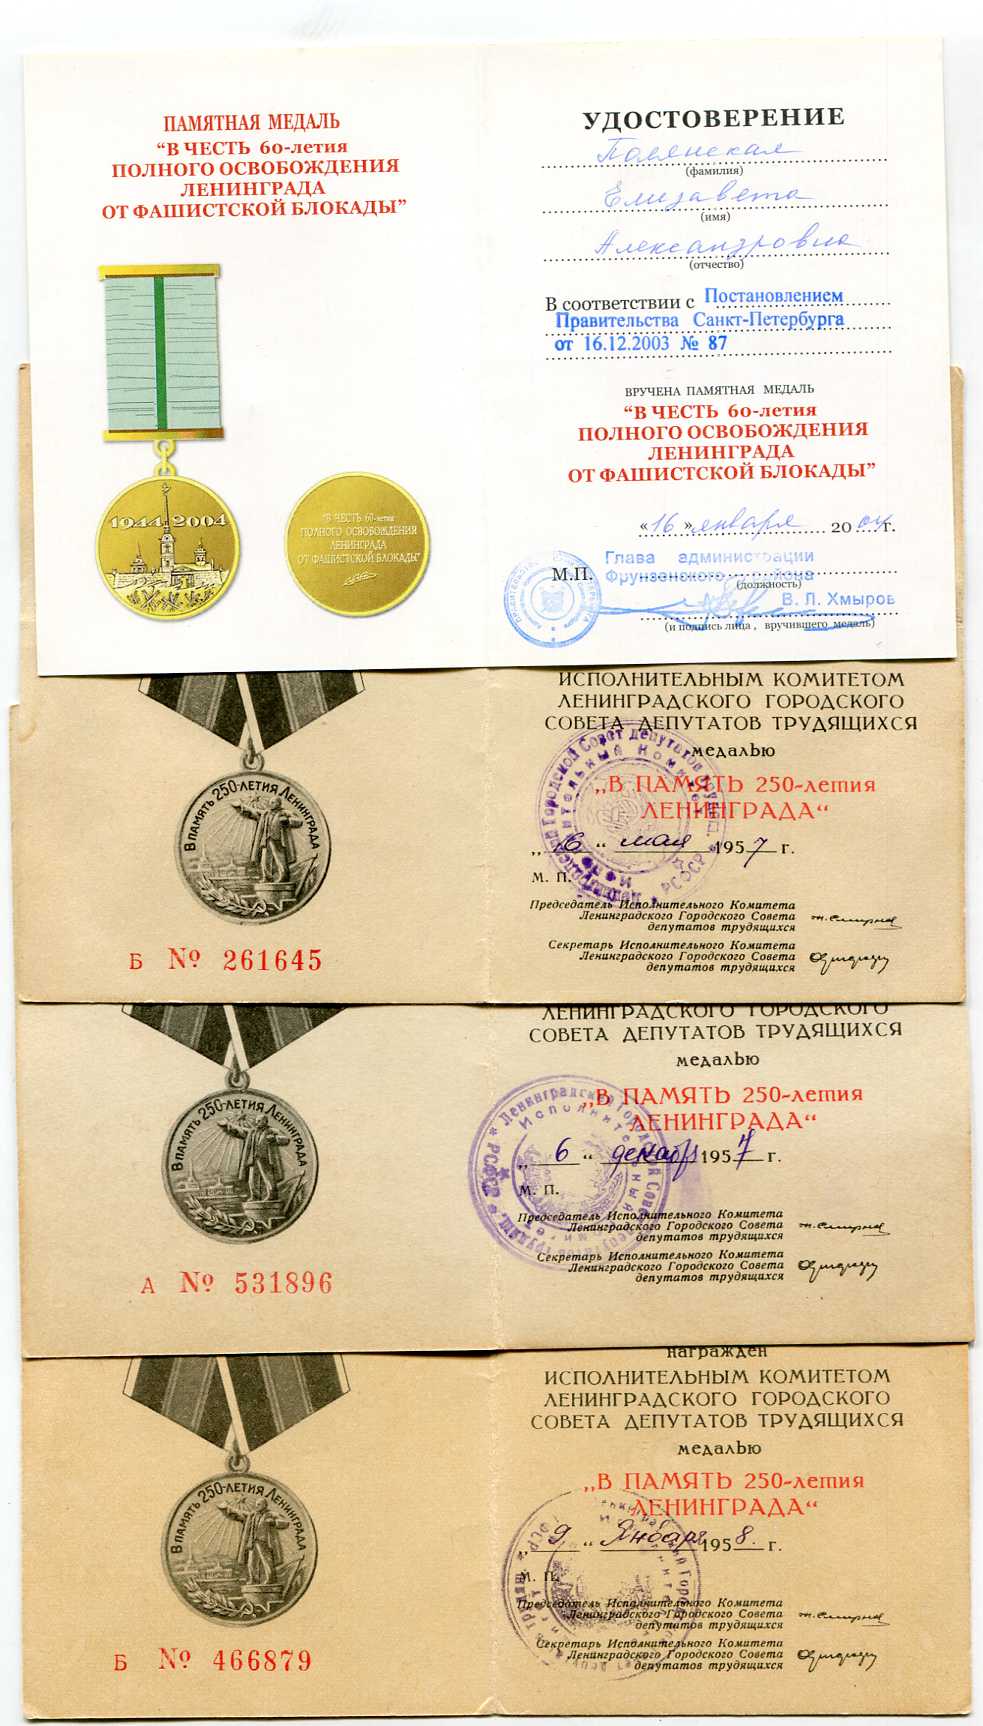 ПАМЯТНАЯ МЕДАЛЬ
“В ЧЕСТЬ 60-летия
ПОЛНОГО ОСВОБОЖДЕНИЯ
ЛЕНИНГРАДА
ОТ ФАШИСТСКОЙ БЛОКАДЫ”
1944-2004
“В ЧЕСТЬ 60-летия
ПОЛНОГО ОСВОБОЖДЕНИЯ
ЛЕНИНГРАДА
ОТ ФАШИСТСКОЙ БЛОКАДЫ”
УДОСТОВЕРЕНИЕ
Полянская
(фамилия)
Елизавета
(имя)
Александровна
(отчество)
В соответствии с Постановлением
Правительства Санкт-Петербурга
от 16.12.2003 № 87
ВРУЧЕНА ПАМЯТНАЯ МЕДАЛЬ
“В ЧЕСТЬ 60-летия
ПОЛНОГО ОСВОБОЖДЕНИЯ
ЛЕНИНГРАДА
ОТ ФАШИСТСКОЙ БЛОКАДЫ”
«16» января 2004 г.
Глава администрации
М.П. Фрунзенского района
(должность)
В. Л. Хмыров
(и подпись лица, вручившего медаль)
В ПАМЯТЬ 250-ЛЕТИЯ ЛЕНИНГРАДА
Б № 261645
ИСПОЛНИТЕЛЬНЫМ КОМИТЕТОМ
ЛЕНИНГРАДСКОГО ГОРОДСКОГО
СОВЕТА ДЕПУТАТОВ ТРУДЯЩИХСЯ
медалью
„В ПАМЯТЬ 250-летия
ЛЕНИНГРАДА“
„16“ мая 1957 г.
М. П.
Председатель Исполнительного Комитета
Ленинградского Городского Совета
депутатов трудящихся
Секретарь Исполнительного Комитета
Ленинградского Городского Совета
депутатов трудящихся
В ПАМЯТЬ 250-ЛЕТИЯ ЛЕНИНГРАДА
А № 531896
ЛЕНИНГРАДСКОГО ГОРОДСКОГО
СОВЕТА ДЕПУТАТОВ ТРУДЯЩИХСЯ
медалью
„В ПАМЯТЬ 250-летия
ЛЕНИНГРАДА“
„6“ декабря 1957 г.
М. П.
Председатель Исполнительного Комитета
Ленинградского Городского Совета
депутатов трудящихся
Секретарь Исполнительного Комитета
Ленинградского Городского Совета
депутатов трудящихся
В ПАМЯТЬ 250-ЛЕТИЯ ЛЕНИНГРАДА
Б № 466879
награжден
ИСПОЛНИТЕЛЬНЫМ КОМИТЕТОМ
ЛЕНИНГРАДСКОГО ГОРОДСКОГО
СОВЕТА ДЕПУТАТОВ ТРУДЯЩИХСЯ
медалью
„В ПАМЯТЬ 250-летия
ЛЕНИНГРАДА“
„9“ Января 1958 г.
М. П.
Председатель Исполнительного Комитета
Ленинградского Городского Совета
депутатов трудящихся
Секретарь Исполнительного Комитета
Ленинградского Городского Совета
депутатов трудящихся